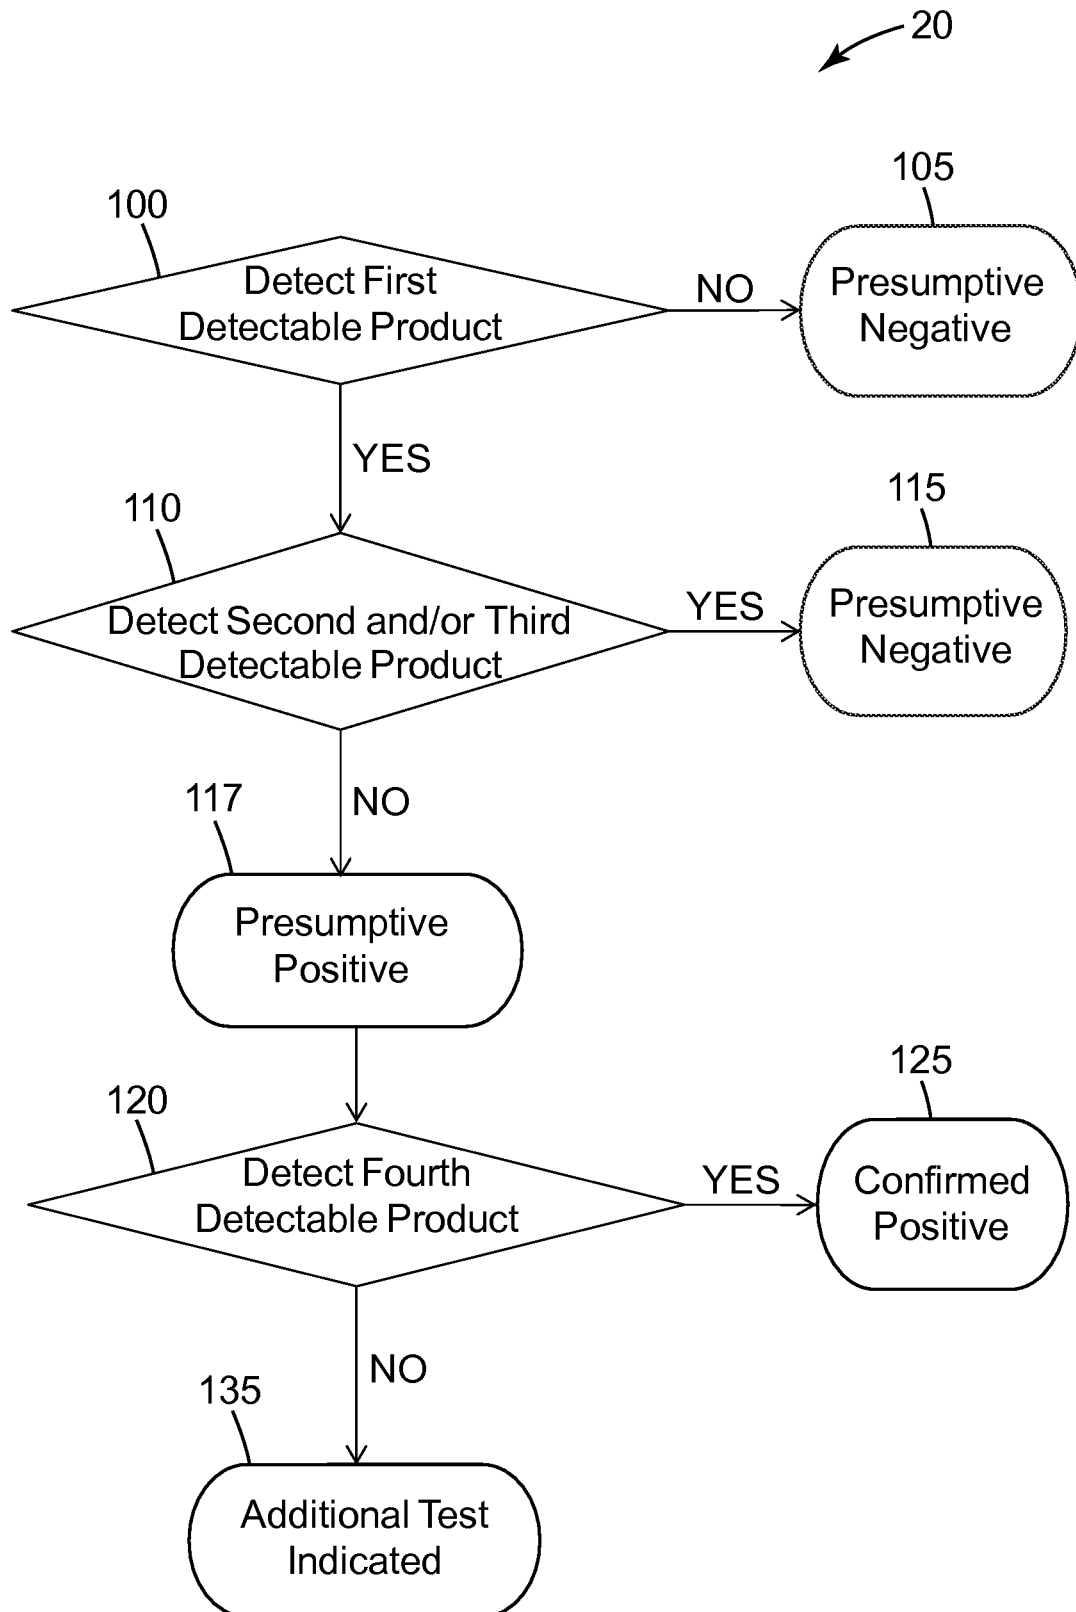 20
105
100
Detect First
Detectable Product
NO
Presumptive
Negative
YES
110
115
Detect Second and/or Third
Detectable Product
YES
Presumptive
Negative
117
NO
Presumptive
Positive
120
125
Detect Fourth
Detectable Product
YES
Confirmed
Positive
NO
135
Additional Test
Indicated